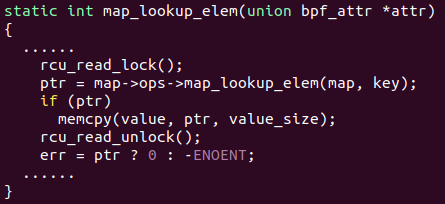 static int map_lookup_elem(union bpf_attr *attr)
{
  ......
    rcu_read_lock();
    ptr = map->ops->map_lookup_elem(map, key);
    if (ptr)
      memcpy(value, ptr, value_size);
    rcu_read_unlock();
    err = ptr ? 0 : -ENOENT;
  ......
}